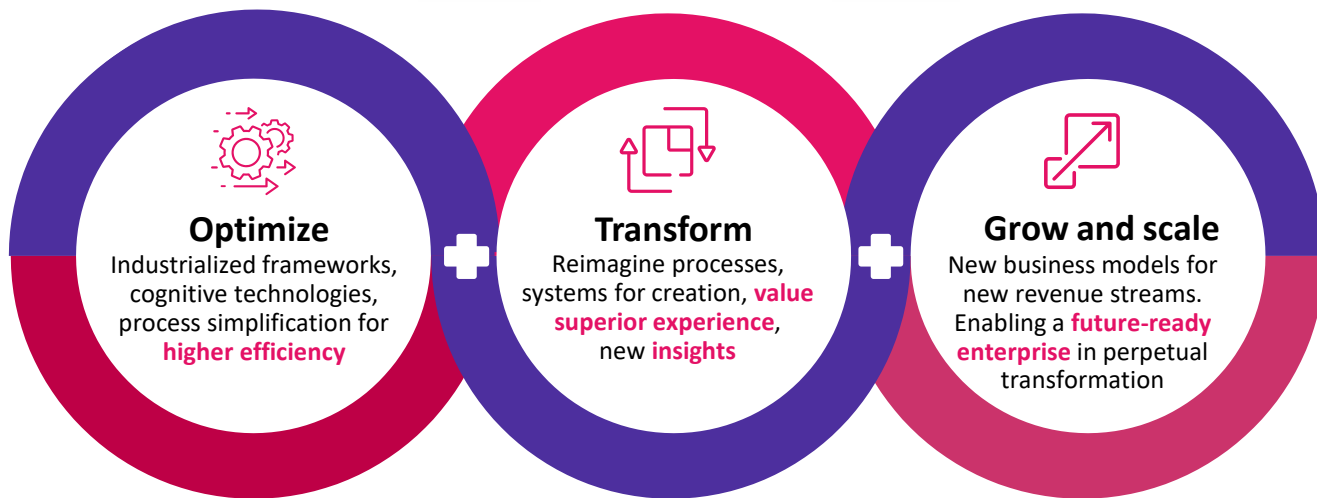 Optimize
Industrialized frameworks,
cognitive technologies,
process simplification for
higher efficiency
Transform
Reimagine processes,
systems for creation, value
superior experience,
new insights
Grow and scale
New business models for
new revenue streams.
Enabling a future-ready
enterprise in perpetual
transformation